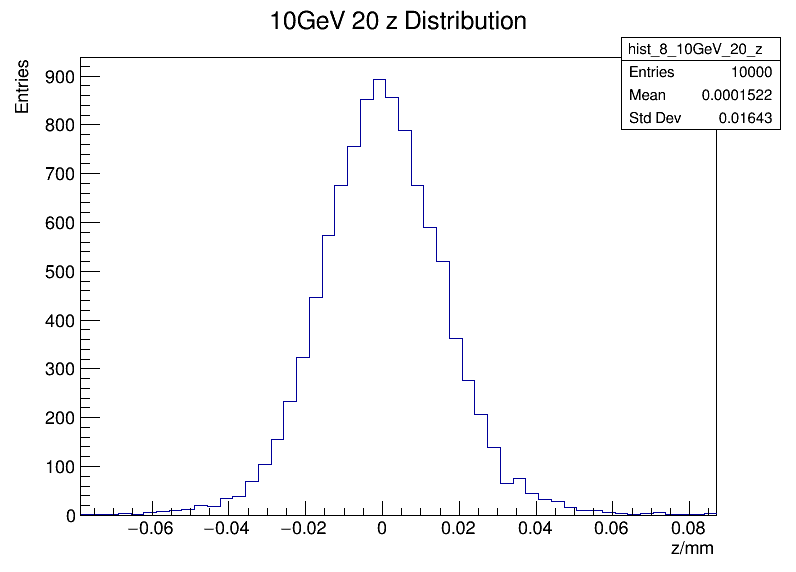 10GeV 20 z Distribution
hist_8_10GeV_20_z
Entries 10000
Mean 0.0001522
Std Dev 0.01643
Entries
900
800
700
600
500
400
300
200
100
0
−0.06 −0.04 −0.02 0 0.02 0.04 0.06 0.08
z/mm